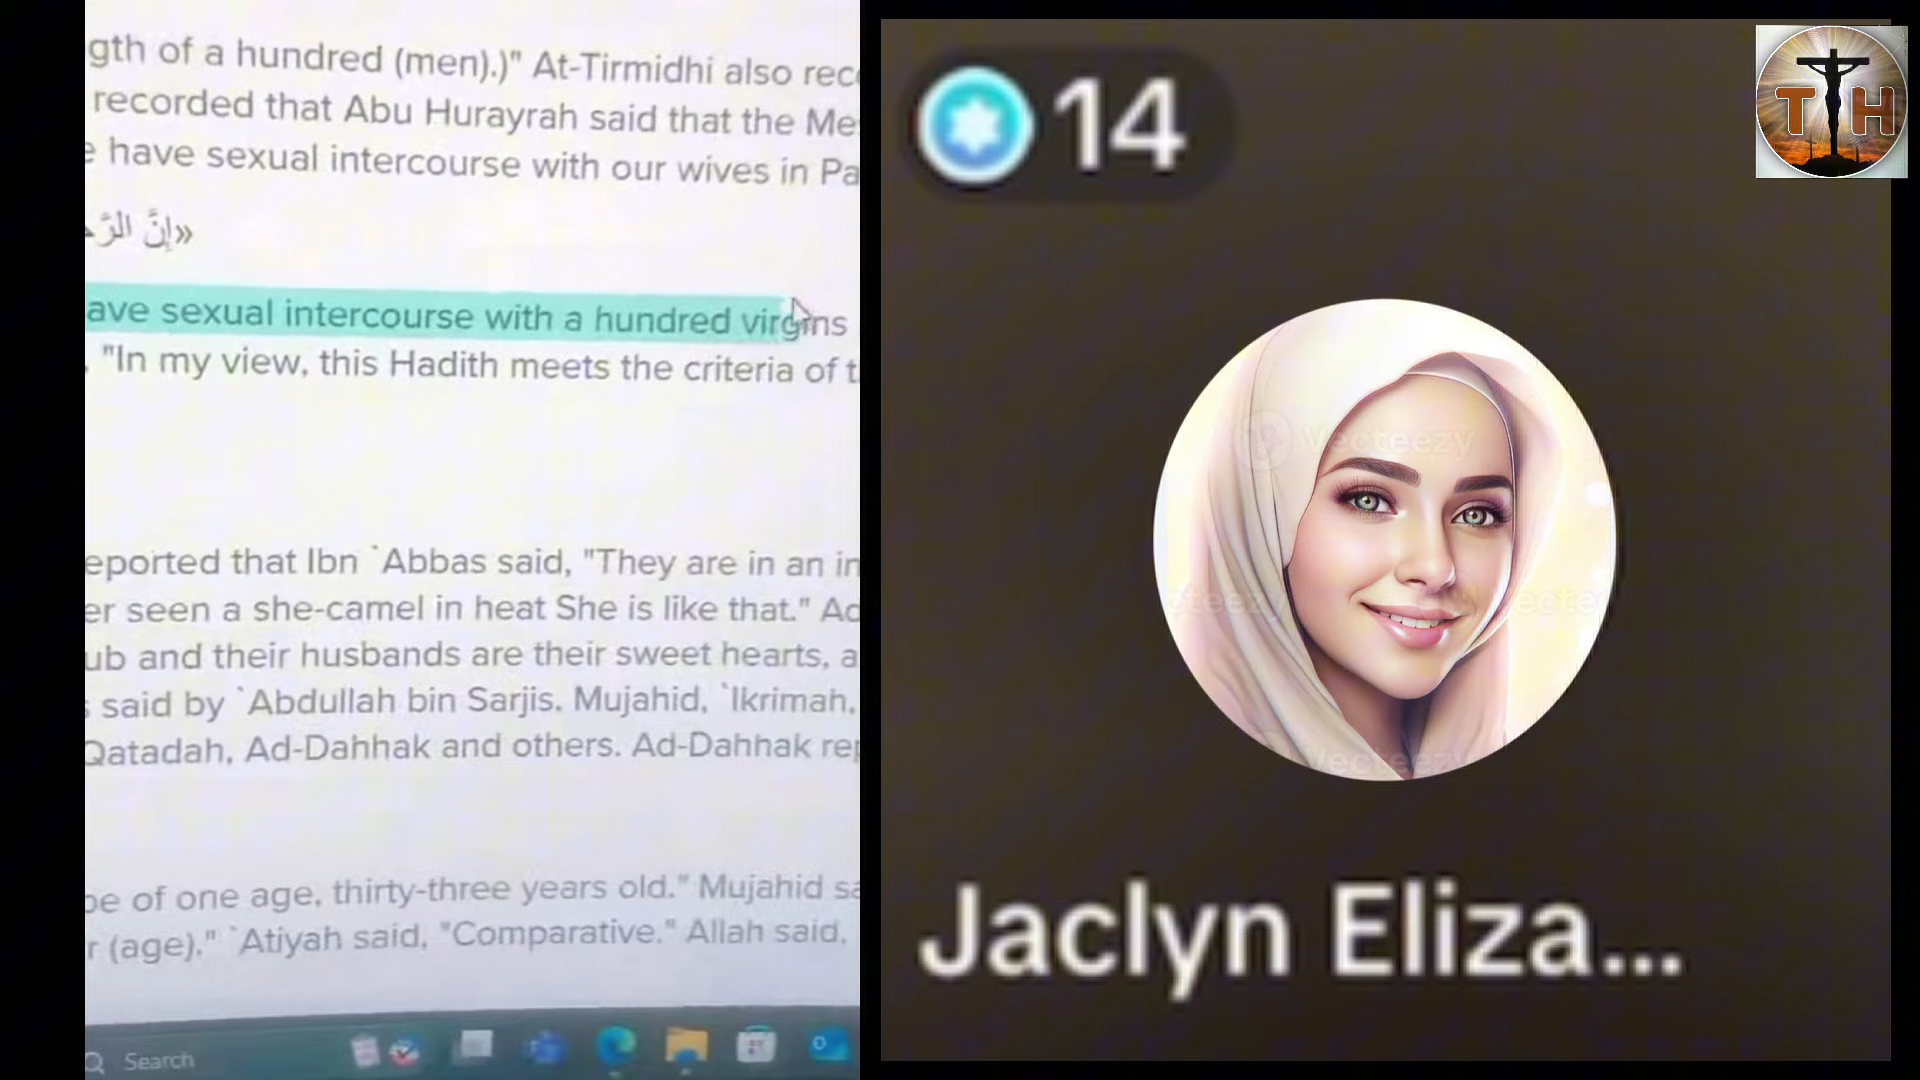 gth of a hundred (men).)" At-Tirmidhi also rec
recorded that Abu Hurayrah said that the Me
have sexual intercourse with our wives in Pa
«إنَّ الرَّج
ave sexual intercourse with a hundred virgins
"In my view, this Hadith meets the criteria of t
eported that Ibn `Abbas said, "They are in an in
er seen a she-camel in heat She is like that." Ad
ub and their husbands are their sweet hearts, a
said by `Abdullah bin Sarjis, Mujahid, `Ikrimah,
Qatadah, Ad-Dahhak and others. Ad-Dahhak rep
be of one age, thirty-three years old." Mujahid sa
r (age)." `Atiyah said, "Comparative." Allah said,
Search
14
T H
Vecteezy
Vecteezy
Jaclyn Eliza...